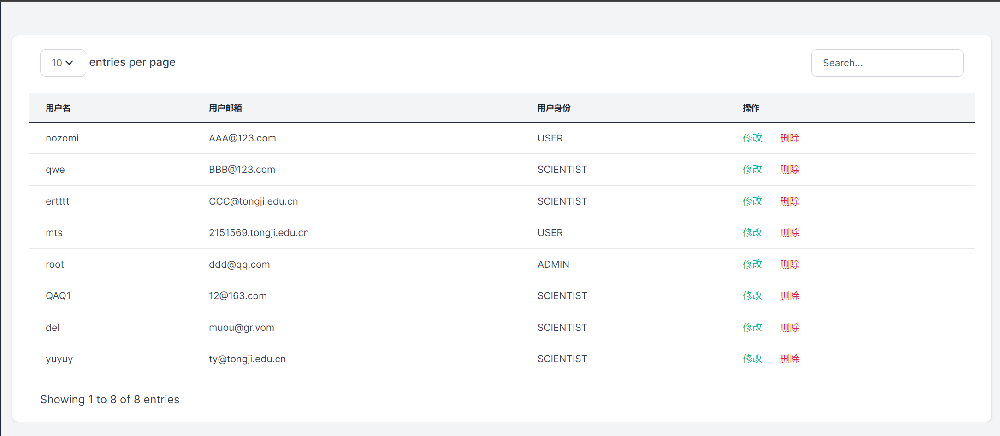 10 entries per page Search...
用户名 用户邮箱 用户身份 操作
nozomi AAA@123.com USER 修改 删除
qwe BBB@123.com SCIENTIST 修改 删除
ertttt CCC@tongji.edu.cn SCIENTIST 修改 删除
mts 2151569.tongji.edu.cn USER 修改 删除
root ddd@qq.com ADMIN 修改 删除
QAQ1 12@163.com SCIENTIST 修改 删除
del muou@gr.vom SCIENTIST 修改 删除
yuyuy ty@tongji.edu.cn SCIENTIST 修改 删除
Showing 1 to 8 of 8 entries